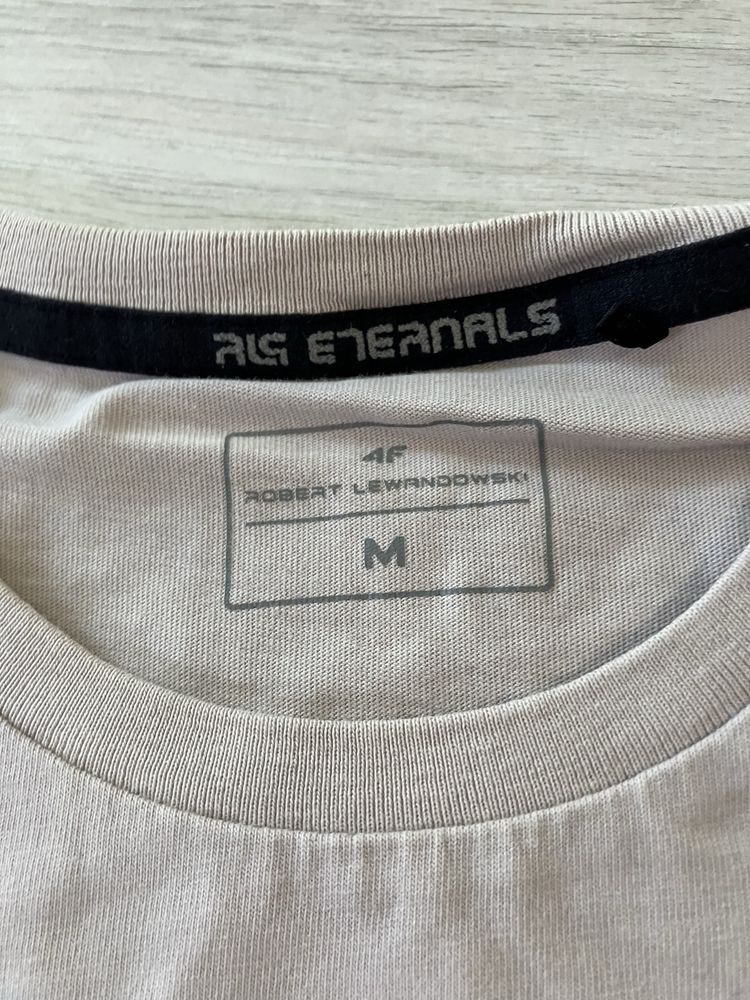 RL9 ETERNALS
4F
ROBERT LEWANDOWSKI
M